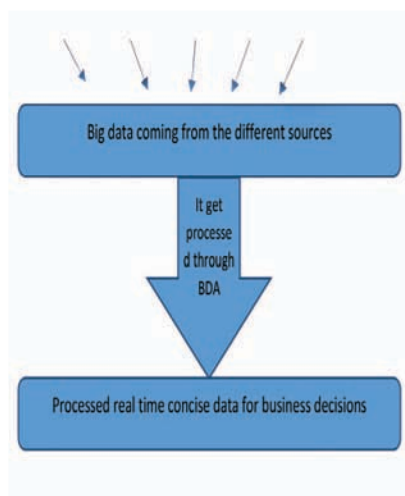 Big data coming from the different sources
It get
processe
d through
BDA
Processed real time concise data for business decisions